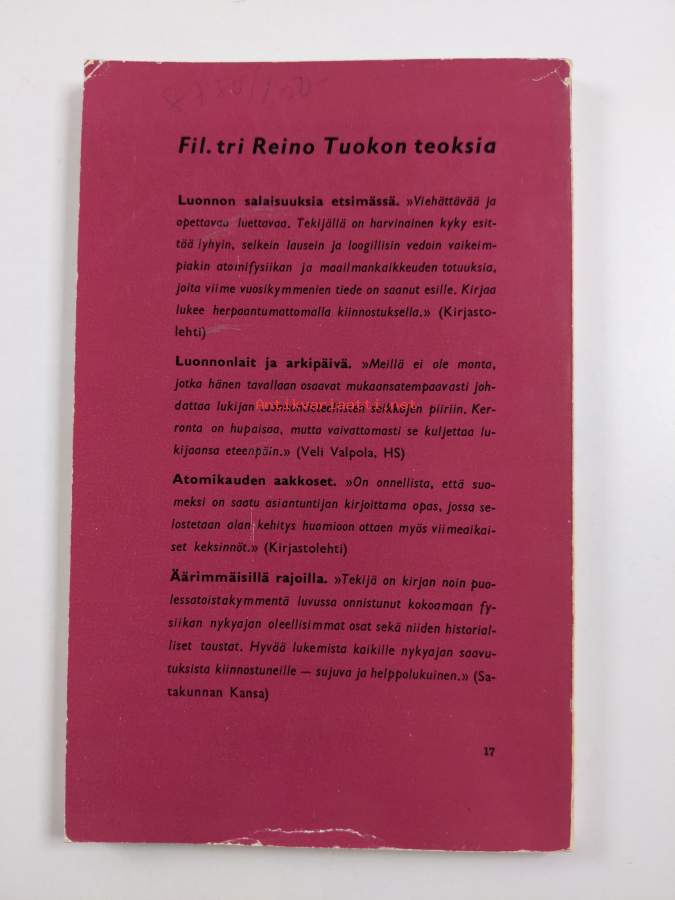 Fil. tri Reino Tuokon teoksia
Luonnon salaisuuksia etsimässä. »Viehättävää ja
opettavaa luettavaa. Tekijällä on harvinainen kyky esit-
tää lyhyin, selkein lausein ja loogillisin vedoin vaikeim-
piakin atomifysiikan ja maailmankaikkeuden totuuksia,
joita viime vuosikymmenien tiede on saanut esille. Kirjaa
lukee herpaantumattomalla kiinnostuksella.» (Kirjasto-
lehti)
Luonnonlait ja arkipäivä. »Meillä ei ole monta,
jotka hänen tavallaan osaavat mukaansatempaavasti joh-
dattaa lukijan luonnontieteellisten seikkojen piiriin. Ker-
Antikvariaatti.net
ronta on hupaisaa, mutta vaivattomasti se kuljettaa lu-
kijaansa eteenpäin.» (Veli Valpola, HS)
Atomikauden aakkoset. »On onnellista, että suo-
meksi on saatu asiantuntijan kirjoittama opas, jossa se-
lostetaan alan kehitys huomioon ottaen myös viimeaikai-
set keksinnöt.» (Kirjastolehti)
Äärimmäisillä rajoilla. »Tekijä on kirjan noin puo-
lessatoistakymmentä luvussa onnistunut kokoamaan fy-
siikan nykyajan oleellisimmat osat sekä niiden historial-
liset taustat. Hyvää lukemista kaikille nykyajan saavu-
tuksista kiinnostuneille — sujuva ja helppolukuinen.» (Sa-
takunnan Kansa)
17